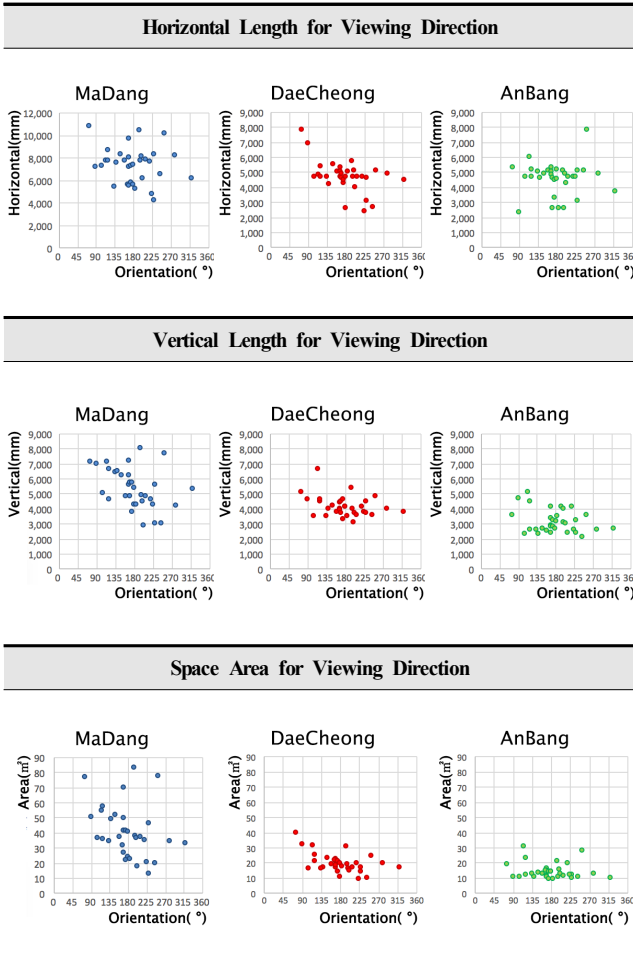 Horizontal Length for Viewing Direction
MaDang
DaeCheong
AnBang
Horizontal(mm)
12,000
10,000
8,000
6,000
4,000
2,000
0
0 45 90 135 180 225 270 315 360
Orientation( °)
Horizontal(mm)
9,000
8,000
7,000
6,000
5,000
4,000
3,000
2,000
1,000
0
0 45 90 135 180 225 270 315 360
Orientation( °)
Horizontal(mm)
9,000
8,000
7,000
6,000
5,000
4,000
3,000
2,000
1,000
0
0 45 90 135 180 225 270 315 360
Orientation( °)
Vertical Length for Viewing Direction
MaDang
DaeCheong
AnBang
Vertical(mm)
9,000
8,000
7,000
6,000
5,000
4,000
3,000
2,000
1,000
0
0 45 90 135 180 225 270 315 360
Orientation( °)
Vertical(mm)
9,000
8,000
7,000
6,000
5,000
4,000
3,000
2,000
1,000
0
0 45 90 135 180 225 270 315 360
Orientation( °)
Vertical(mm)
9,000
8,000
7,000
6,000
5,000
4,000
3,000
2,000
1,000
0
0 45 90 135 180 225 270 315 360
Orientation( °)
Space Area for Viewing Direction
MaDang
DaeCheong
AnBang
Area(㎡)
90
80
70
60
50
40
30
20
10
0
0 45 90 135 180 225 270 315 360
Orientation( °)
Area(㎡)
90
80
70
60
50
40
30
20
10
0
0 45 90 135 180 225 270 315 360
Orientation( °)
Area(㎡)
90
80
70
60
50
40
30
20
10
0
0 45 90 135 180 225 270 315 360
Orientation( °)